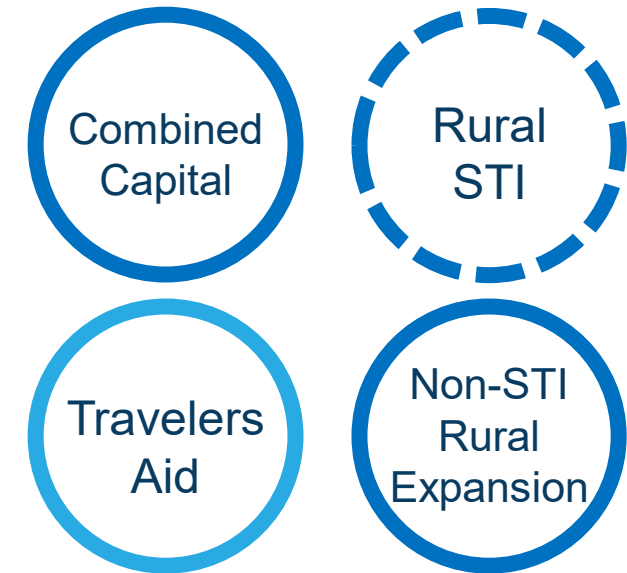 Combined
Capital
Rural
STI
Travelers
Aid
Non-STI
Rural
Expansion